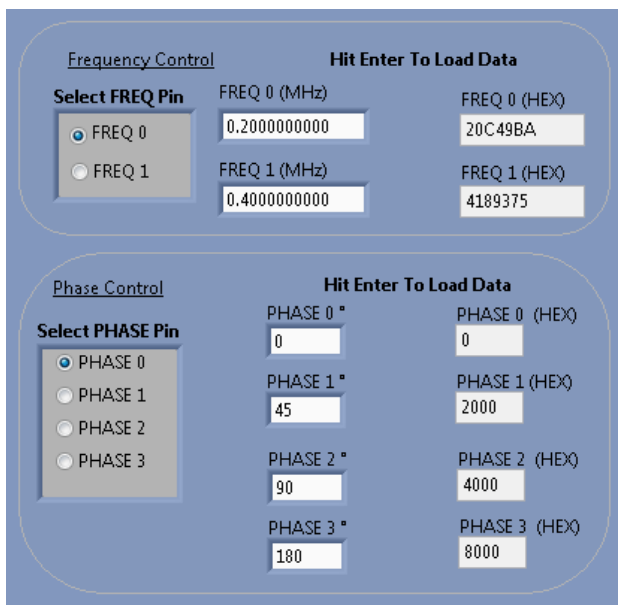 Frequency Control
Hit Enter To Load Data
Select FREQ Pin
FREQ 0
FREQ 1
FREQ 0 (MHz)
0.2000000000
FREQ 0 (HEX)
20C49BA
FREQ 1 (MHz)
0.4000000000
FREQ 1 (HEX)
4189375
Phase Control
Hit Enter To Load Data
Select PHASE Pin
PHASE 0
PHASE 1
PHASE 2
PHASE 3
PHASE 0 °
0
PHASE 0 (HEX)
0
PHASE 1 °
45
PHASE 1 (HEX)
2000
PHASE 2 °
90
PHASE 2 (HEX)
4000
PHASE 3 °
180
PHASE 3 (HEX)
8000